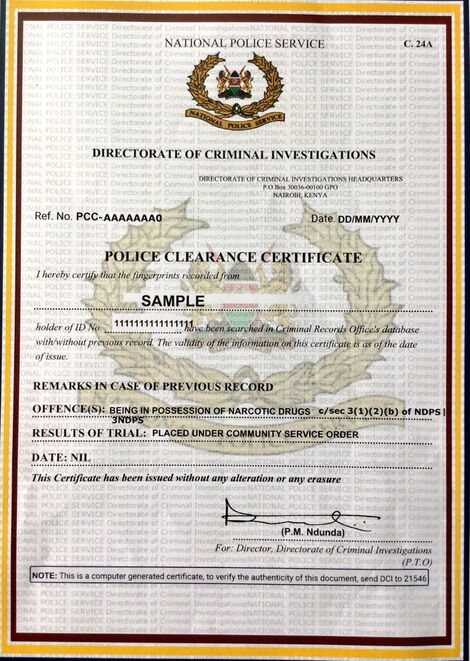 NATIONAL POLICE SERVICE
C. 24A
NATIONAL POLICE SERVICE
DIRECTORATE OF CRIMINAL INVESTIGATIONS
DIRECTORATE OF CRIMINAL INVESTIGATIONS HEADQUARTERS
P.O.Box 30036-00100 GPO
NAIROBI, KENYA
Ref. No. PCC-AAAAAAA0
Date. DD/MM/YYYY
POLICE CLEARANCE CERTIFICATE
I hereby certify that the fingerprints recorded from
SAMPLE
holder of ID No. 1111111111111111 have been searched in Criminal Records Office's database
with/without previous record. The validity of the information on this certificate is as of the date
of issue.
REMARKS IN CASE OF PREVIOUS RECORD
OFFENCE(S): BEING IN POSSESSION OF NARCOTIC DRUGS c/sec 3(1)(2)(b) of NDPS|
3NDPS
RESULTS OF TRIAL: PLACED UNDER COMMUNITY SERVICE ORDER
DATE: NIL
This Certificate has been issued without any alteration or any erasure
(P.M. Ndunda)
For: Director, Directorate of Criminal Investigations
(P.T.O)
NOTE: This is a computer generated certificate, to verify the authenticity of this document, send DCI to 21546